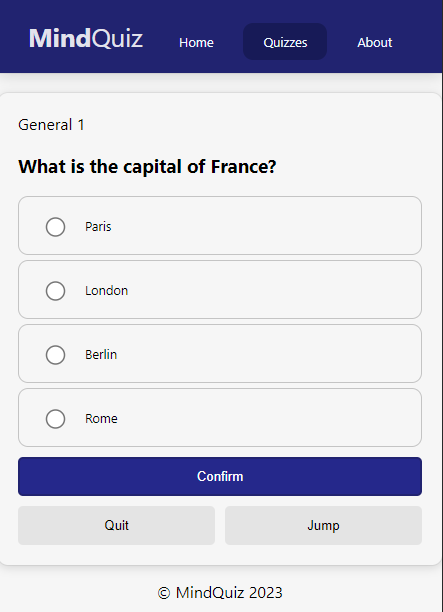 MindQuiz Home Quizzes About
General 1
What is the capital of France?
Paris
London
Berlin
Rome
Confirm
Quit Jump
© MindQuiz 2023